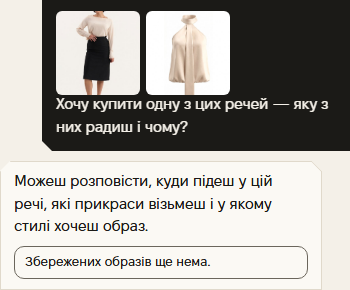 Хочу купити одну з цих речей — яку з
них радиш і чому?
Можеш розповісти, куди підеш у цій
речі, які прикраси візьмеш і у якому
стилі хочеш образ.
Збережених образів ще нема.